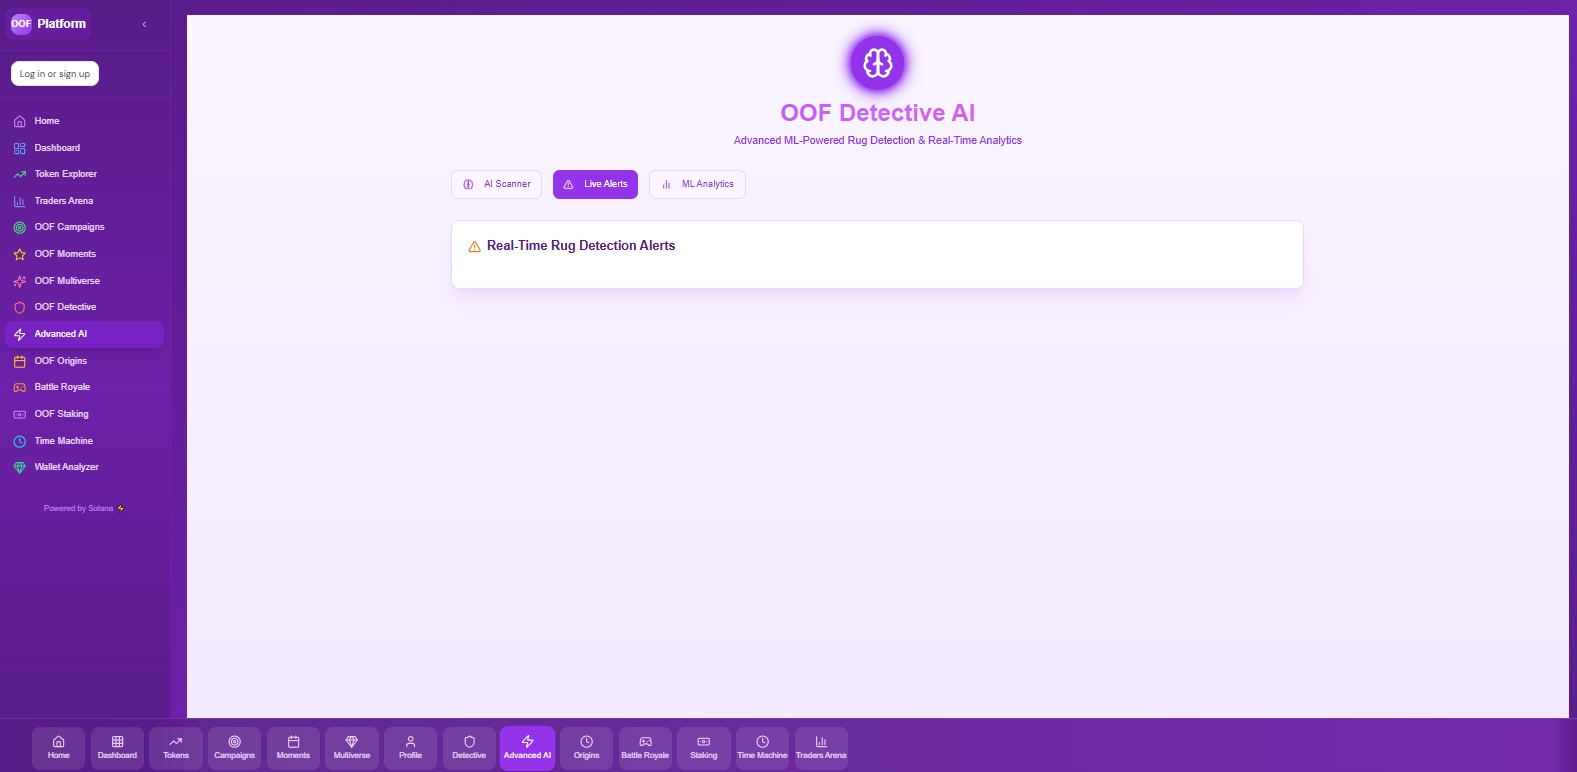 OOF Platform
Log in or sign up
Home
Dashboard
Token Explorer
Traders Arena
OOF Campaigns
OOF Moments
OOF Multiverse
OOF Detective
Advanced AI
OOF Origins
Battle Royale
OOF Staking
Time Machine
Wallet Analyzer
Powered by Solana
OOF Detective AI
Advanced ML-Powered Rug Detection & Real-Time Analytics
AI Scanner Live Alerts ML Analytics
Real-Time Rug Detection Alerts
Home Dashboard Tokens Campaigns Moments Multiverse Profile Detective Advanced AI Origins Battle Royale Staking Time Machine Traders Arena